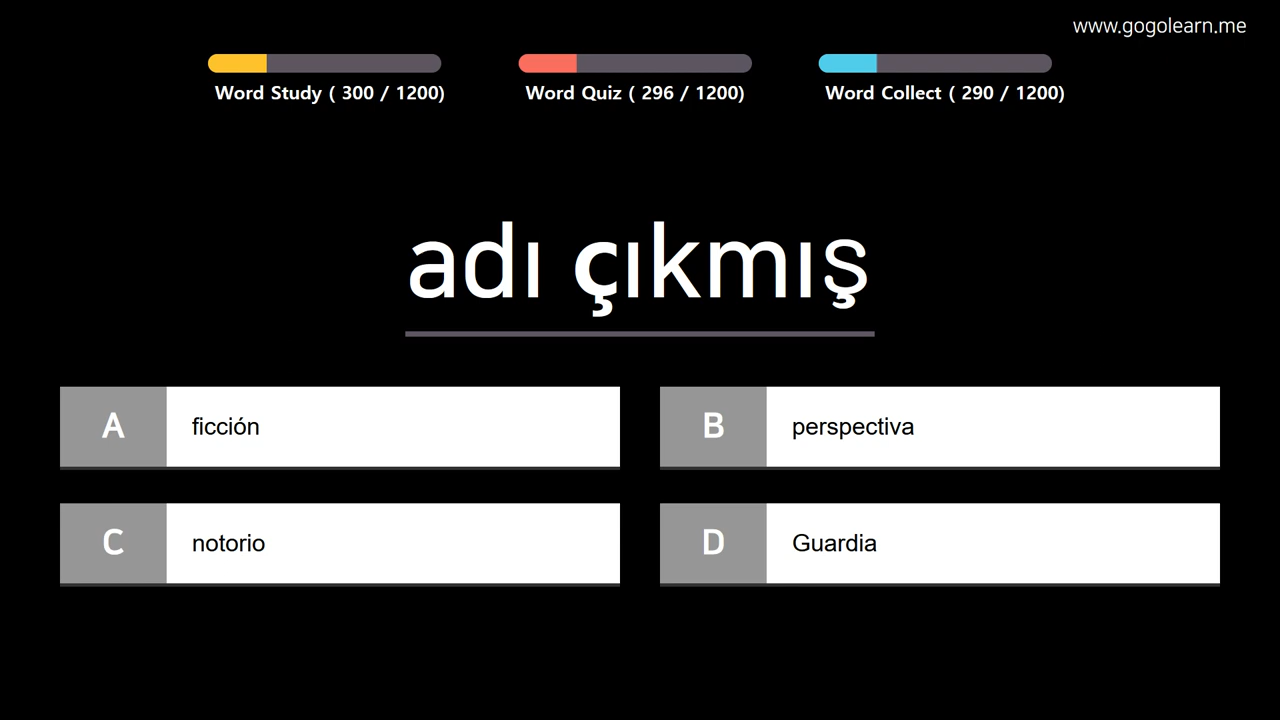 www.gogolearn.me
Word Study ( 300 / 1200)
Word Quiz ( 296 / 1200)
Word Collect ( 290 / 1200)
adı çıkmış
A ficción
B perspectiva
C notorio
D Guardia